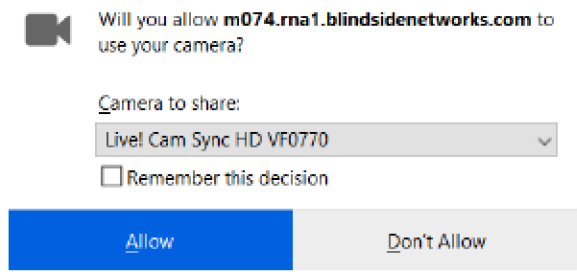 Will you allow m074.rna1.blindsidenetworks.com to
use your camera?
Camera to share:
Live! Cam Sync HD VF0770
Remember this decision
Allow
Don't Allow